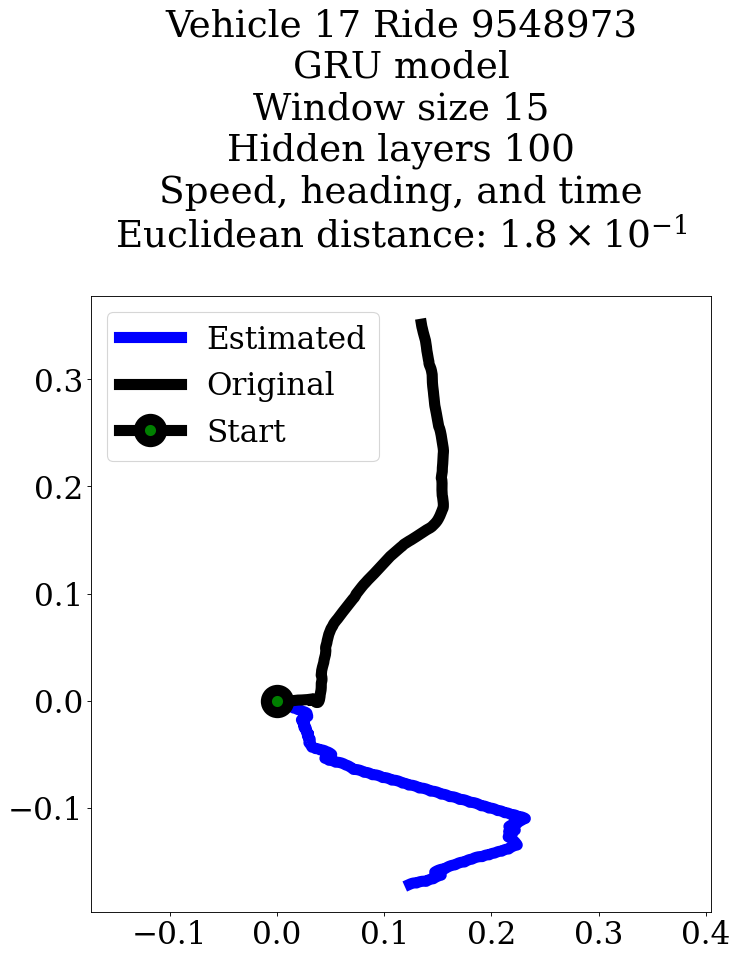 Vehicle 17 Ride 9548973
GRU model
Window size 15
Hidden layers 100
Speed, heading, and time
Euclidean distance: 1.8 × 10⁻¹
Estimated
Original
Start
0.3
0.2
0.1
0.0
−0.1
−0.1
0.0
0.1
0.2
0.3
0.4